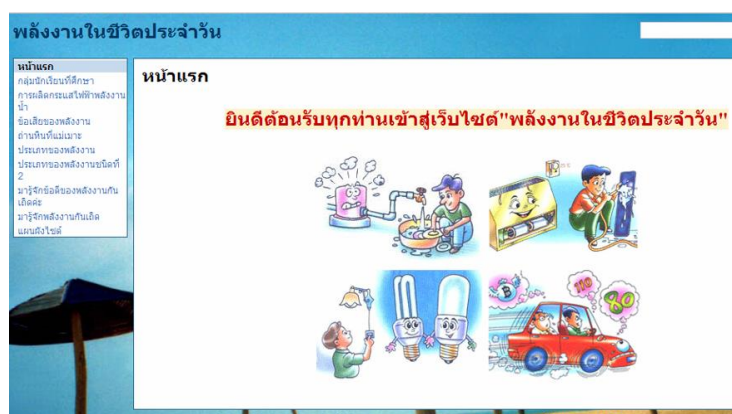 พลังงานในชีวิตประจำวัน
หน้าแรก
กลุ่มนักเรียนที่ศึกษา
การผลิตกระแสไฟฟ้าพลังงาน
น้ำ
ข้อเสียของพลังงาน
ถ่านหินที่แม่เมาะ
ประเภทของพลังงาน
ประเภทของพลังงานชนิดที่
2
มารู้จักข้อดีของพลังงานกัน
เถิดค่ะ
มารู้จักพลังงานกันเถิด
แผนผังไซต์
หน้าแรก
ยินดีต้อนรับทุกท่านเข้าสู่เว็บไซต์"พลังงานในชีวิตประจำวัน"
B
110
80